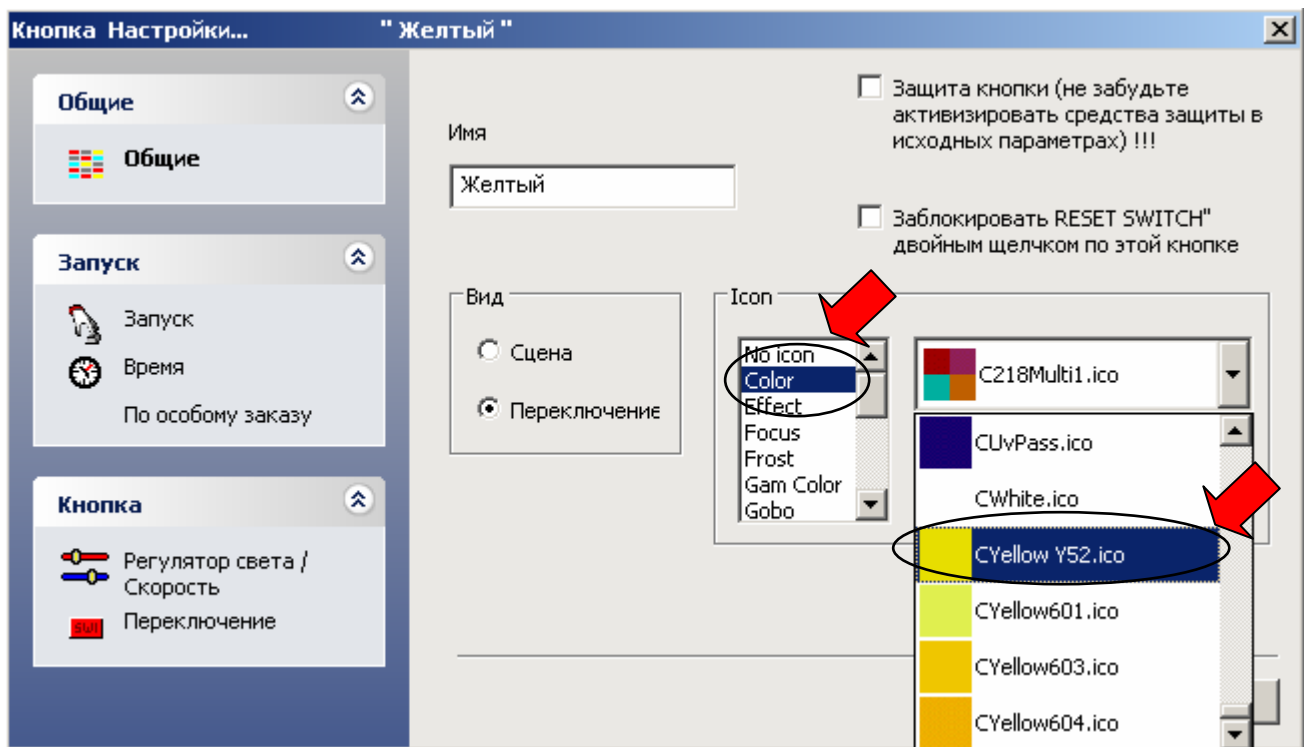 Кнопка Настройки... " Желтый "
Общие
Общие
Запуск
Запуск
Время
По особому заказу
Кнопка
Регулятор света /
Скорость
SWI
Переключение
Имя
Желтый
Защита кнопки (не забудьте
активизировать средства защиты в
исходных параметрах) !!!
Заблокировать RESET SWITCH"
двойным щелчком по этой кнопке
Вид
Сцена
Переключение
Icon
No icon
Color
Effect
Focus
Frost
Gam Color
Gobo
C218Multi1.ico
CUvPass.ico
CWhite.ico
CYellow Y52.ico
CYellow601.ico
CYellow603.ico
CYellow604.ico